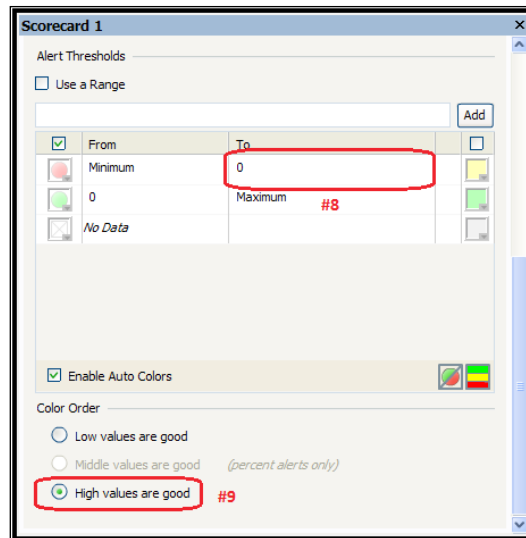 Scorecard 1
Alert Thresholds
Use a Range
Add
From To
Minimum 0
0 Maximum
#8
No Data
Enable Auto Colors
Color Order
Low values are good
Middle values are good (percent alerts only)
High values are good #9